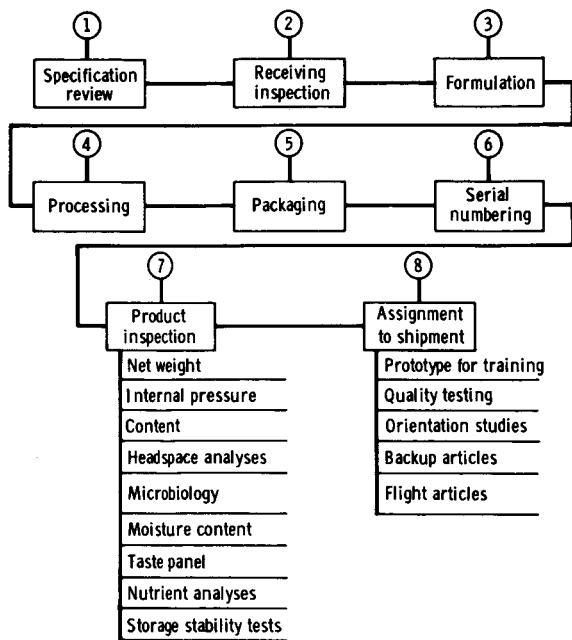 1
2
3
Specification
review
Receiving
inspection
Formulation
4
5
6
Processing
Packaging
Serial
numbering
7
8
Product
inspection
Assignment
to shipment
Net weight
Internal pressure
Content
Headspace analyses
Microbiology
Moisture content
Taste panel
Nutrient analyses
Storage stability tests
Prototype for training
Quality testing
Orientation studies
Backup articles
Flight articles